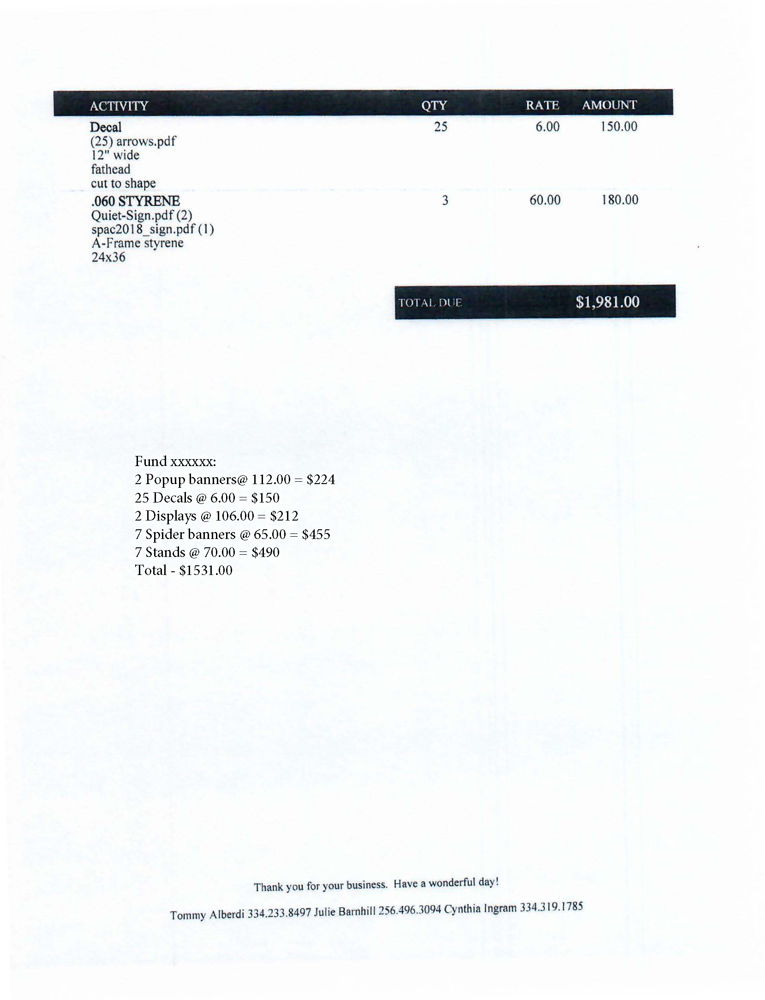 ACTIVITY QTY RATE AMOUNT
Decal 25 6.00 150.00
(25) arrows.pdf
12" wide
fathead
cut to shape
.060 STYRENE 3 60.00 180.00
Quiet-Sign.pdf (2)
spac2018_sign.pdf (1)
A-Frame styrene
24x36
TOTAL DUE $1,981.00
Fund xxxxxx:
2 Popup banners@ 112.00 = $224
25 Decals @ 6.00 = $150
2 Displays @ 106.00 = $212
7 Spider banners @ 65.00 = $455
7 Stands @ 70.00 = $490
Total - $1531.00
Thank you for your business. Have a wonderful day!
Tommy Alberdi 334.233.8497 Julie Barnhill 256.496.3094 Cynthia Ingram 334.319.1785